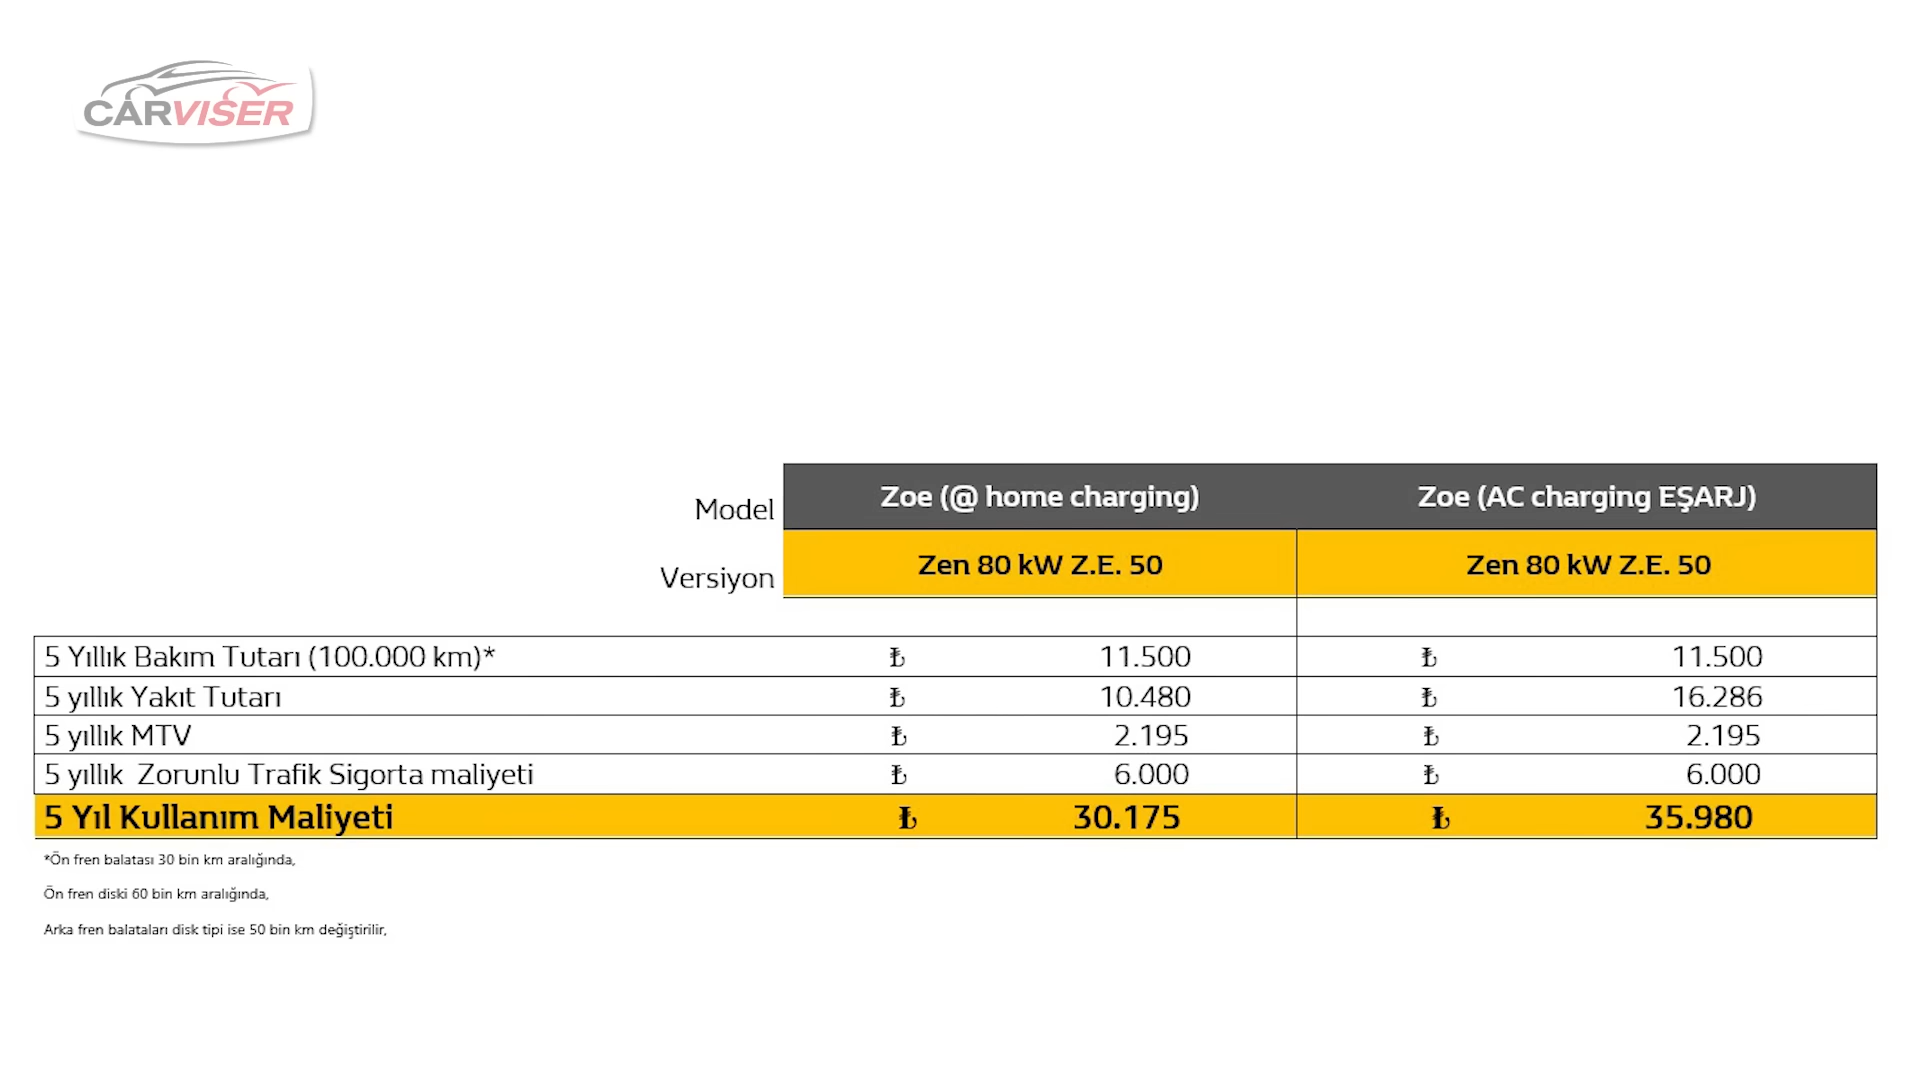 CARVISER
Model Zoe (@ home charging) Zoe (AC charging EŞARJ)
Versiyon Zen 80 kW Z.E. 50 Zen 80 kW Z.E. 50
5 Yıllık Bakım Tutarı (100.000 km)* ₺ 11.500 ₺ 11.500
5 yıllık Yakıt Tutarı ₺ 10.480 ₺ 16.286
5 yıllık MTV ₺ 2.195 ₺ 2.195
5 yıllık Zorunlu Trafik Sigorta maliyeti ₺ 6.000 ₺ 6.000
5 Yıl Kullanım Maliyeti ₺ 30.175 ₺ 35.980
*Ön fren balatası 30 bin km aralığında,
Ön fren diski 60 bin km aralığında,
Arka fren balataları disk tipi ise 50 bin km değiştirilir,